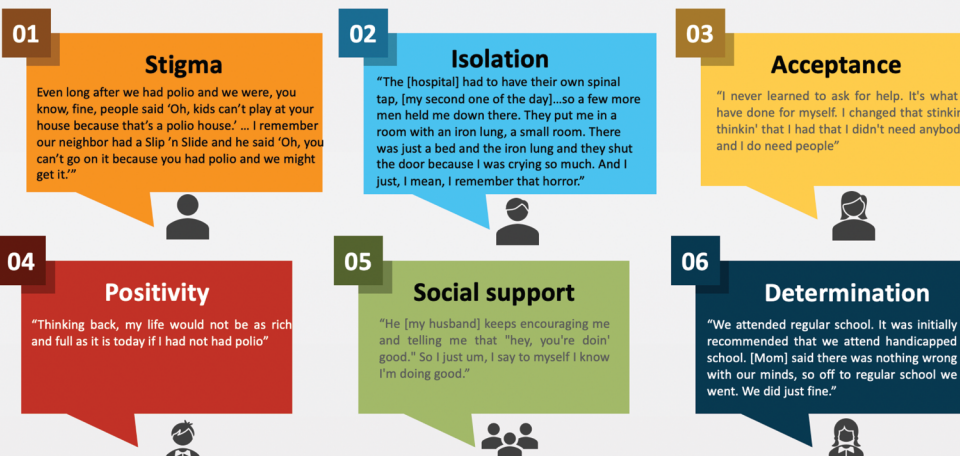 01
Stigma
Even long after we had polio and we were, you
know, fine, people said ‘Oh, kids can’t play at your
house because that’s a polio house.’ … I remember
our neighbor had a Slip ’n Slide and he said ‘Oh, you
can’t go on it because you had polio and we might
get it.’”
02
Isolation
“The [hospital] had to have their own spinal
tap, [my second one of the day]...so a few more
men held me down there. They put me in a
room with an iron lung, a small room. There
was just a bed and the iron lung and they shut
the door because I was crying so much. And I
just, I mean, I remember that horror.”
03
Acceptance
“I never learned to ask for help. It's what
have done for myself. I changed that
thinkin' that I had that I didn't need
and I do need people”
04
Positivity
“Thinking back, my life would not be as rich
and full as it is today if I had not had polio”
05
Social support
“He [my husband] keeps encouraging me
and telling me that "hey, you're doin'
good." So I just um, I say to myself I know
I'm doing good.”
06
Determination
“We attended regular school. It was initially
recommended that we attend handicapped
school. [Mom] said there was nothing wrong
with our minds, so off to regular school we
went. We did just fine.”